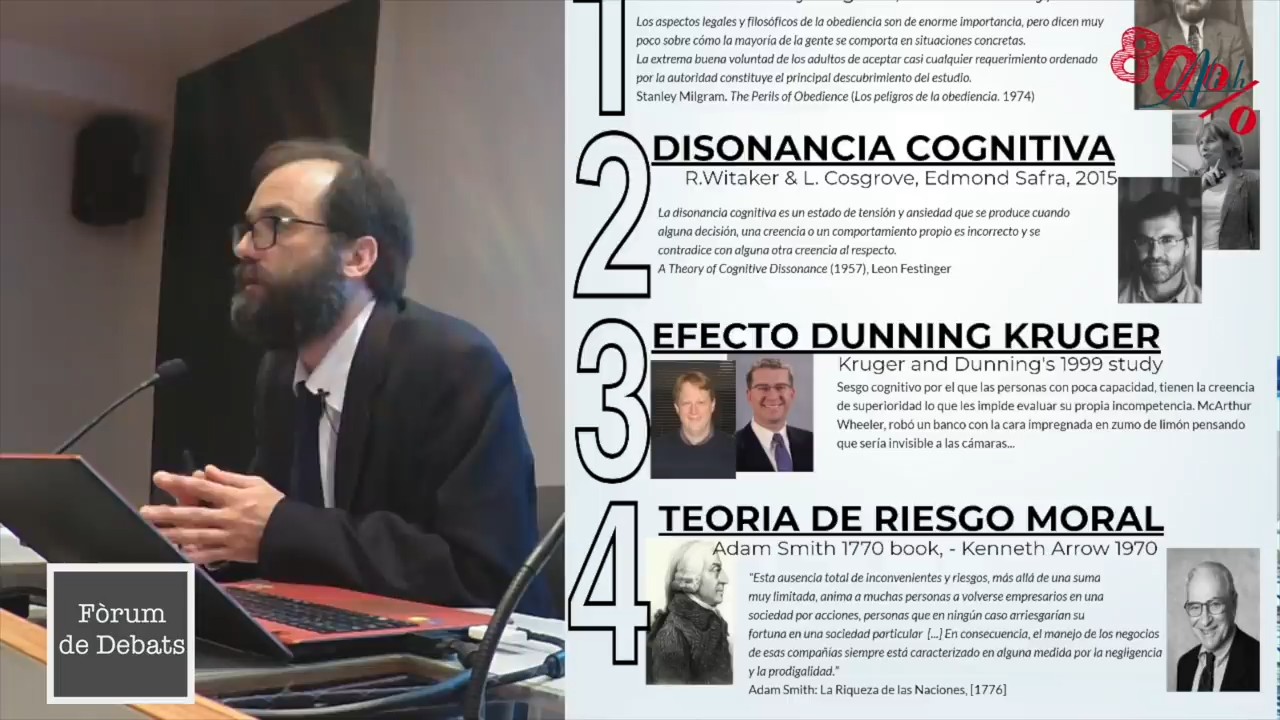 1
Los aspectos legales y filosóficos de la obediencia son de enorme importancia, pero dicen muy
poco sobre cómo la mayoría de la gente se comporta en situaciones concretas.
La extrema buena voluntad de los adultos de aceptar casi cualquier requerimiento ordenado
por la autoridad constituye el principal descubrimiento del estudio.
Stanley Milgram. The Perils of Obedience (Los peligros de la obediencia. 1974)
80%
2
DISONANCIA COGNITIVA
R.Witaker & L. Cosgrove, Edmond Safra, 2015
La disonancia cognitiva es un estado de tensión y ansiedad que se produce cuando
alguna decisión, una creencia o un comportamiento propio es incorrecto y se
contradice con alguna otra creencia al respecto.
A Theory of Cognitive Dissonance (1957), Leon Festinger
3
EFECTO DUNNING KRUGER
Kruger and Dunning's 1999 study
Sesgo cognitivo por el que las personas con poca capacidad, tienen la creencia
de superioridad lo que les impide evaluar su propia incompetencia. McArthur
Wheeler, robó un banco con la cara impregnada en zumo de limón pensando
que sería invisible a las cámaras...
4
TEORIA DE RIESGO MORAL
Adam Smith 1770 book, - Kenneth Arrow 1970
"Esta ausencia total de inconvenientes y riesgos, más allá de una suma
muy limitada, anima a muchas personas a volverse empresarios en una
sociedad por acciones, personas que en ningún caso arriesgarían su
fortuna en una sociedad particular [...] En consecuencia, el manejo de los negocios
de esas compañías siempre está caracterizado en alguna medida por la negligencia
y la prodigalidad."
Adam Smith: La Riqueza de las Naciones, [1776]
Fòrum
de Debats